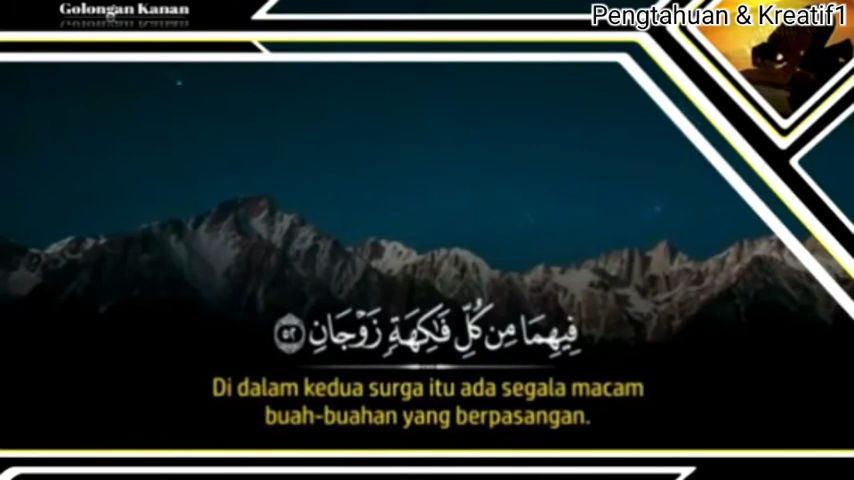 Golongan Kanan
Pengtahuan & Kreatif1
فِيهِمَا مِن كُلِّ فَٰكِهَةٍ زَوْجَانِ ٥٢
Di dalam kedua surga itu ada segala macam
buah-buahan yang berpasangan.